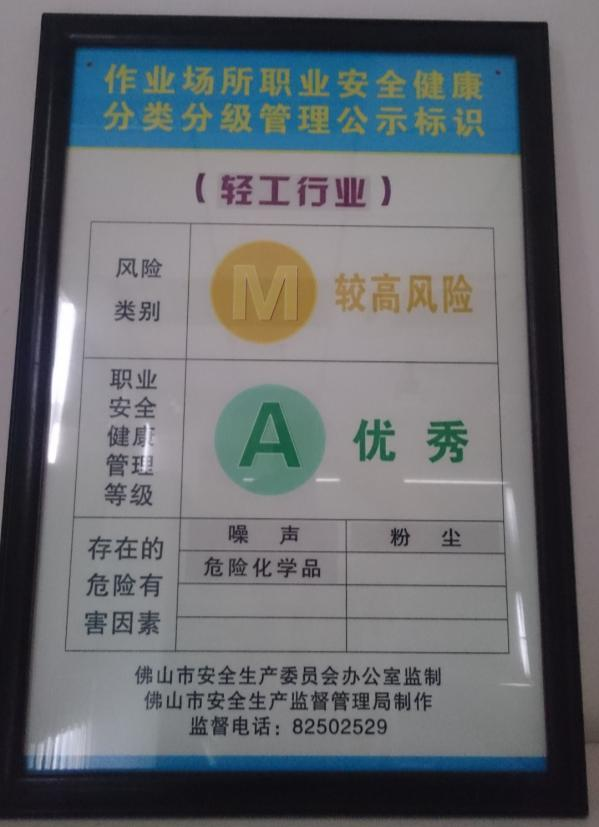 作业场所职业安全健康
分类分级管理公示标识
（轻工行业）
风险
类别
M 较高风险
职业
安全
健康
管理
等级
A 优秀
存在的
危险有
害因素
噪声 粉尘
危险化学品
佛山市安全生产委员会办公室监制
佛山市安全生产监督管理局制作
监督电话：82502529